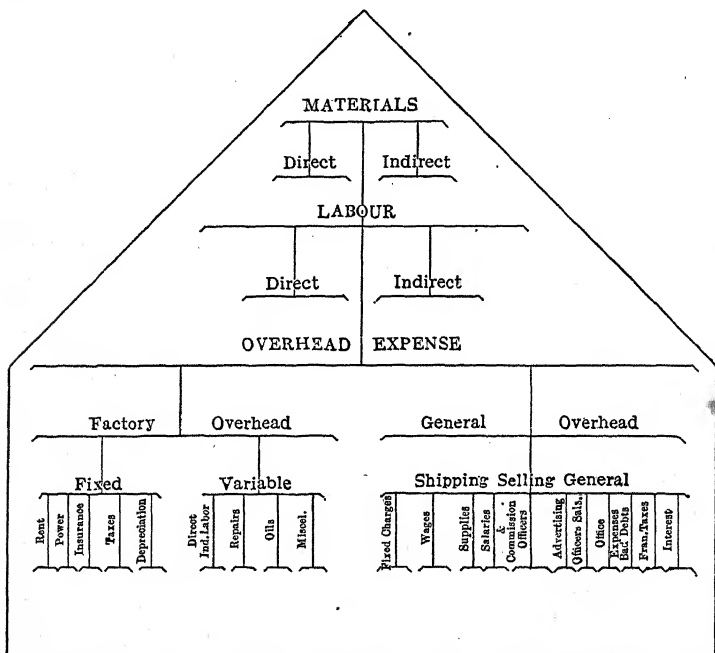 MATERIALS
Direct Indirect
LABOUR
Direct Indirect
OVERHEAD EXPENSE
Factory Overhead General Overhead
Fixed Variable Shipping Selling General
Rent
Power
Insurance
Taxes
Depreciation
Direct
Ind. Labor
Repairs
Oils
Miscel.
Fixed Charges
Wages
Supplies
Salaries
&
Commission
Officers
Advertising
Officers Sals.
Office
Expenses
Bad Debts
Fran. Taxes
Interest